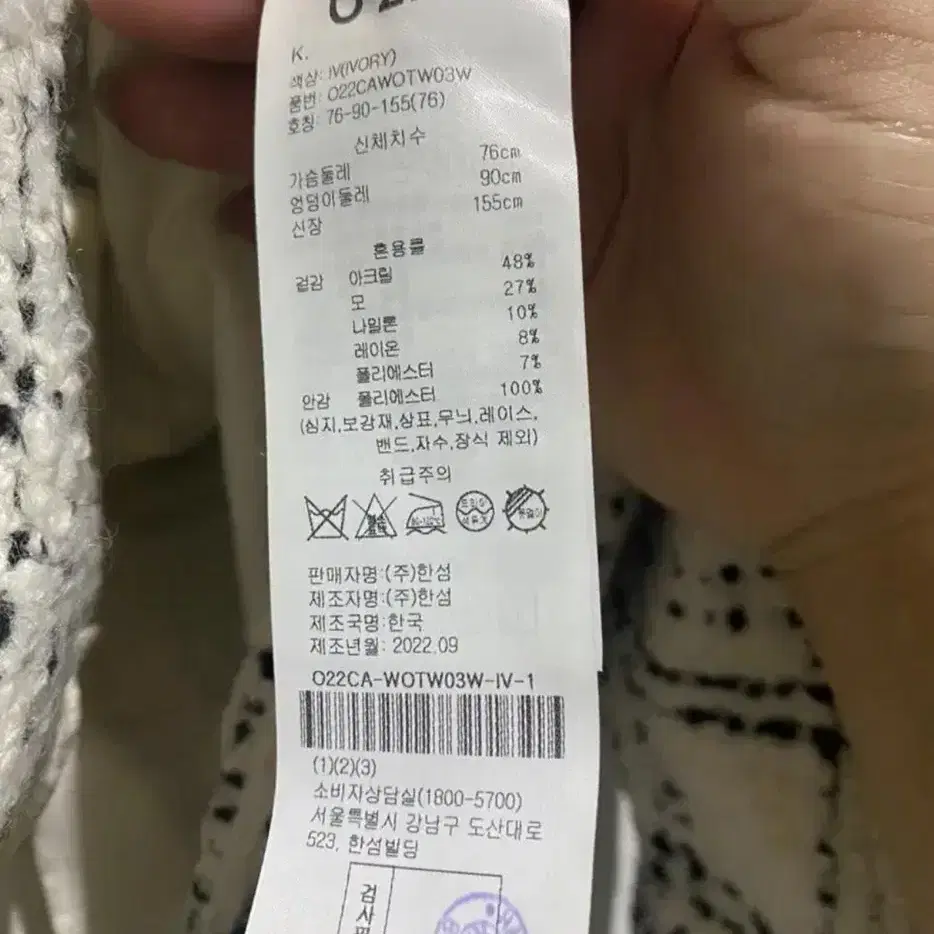 K.
색상: IV(IVORY)
품번: O22CAWOTW03W
호칭: 76-90-155(76)
신체치수
가슴둘레 76cm
엉덩이둘레 90cm
신장 155cm
혼용률
겉감 아크릴 48%
모 27%
나일론 10%
레이온 8%
폴리에스터 7%
안감 폴리에스터 100%
(심지,보강재,상표,무늬,레이스,
밴드,자수,장식 제외)
취급주의
판매자명:(주)한섬
제조자명:(주)한섬
제조국명:한국
제조년월: 2022.09
O22CA-WOTW03W-IV-1
(1)(2)(3)
소비자상담실(1800-5700)
서울특별시 강남구 도산대로
523, 한섬빌딩
검
사